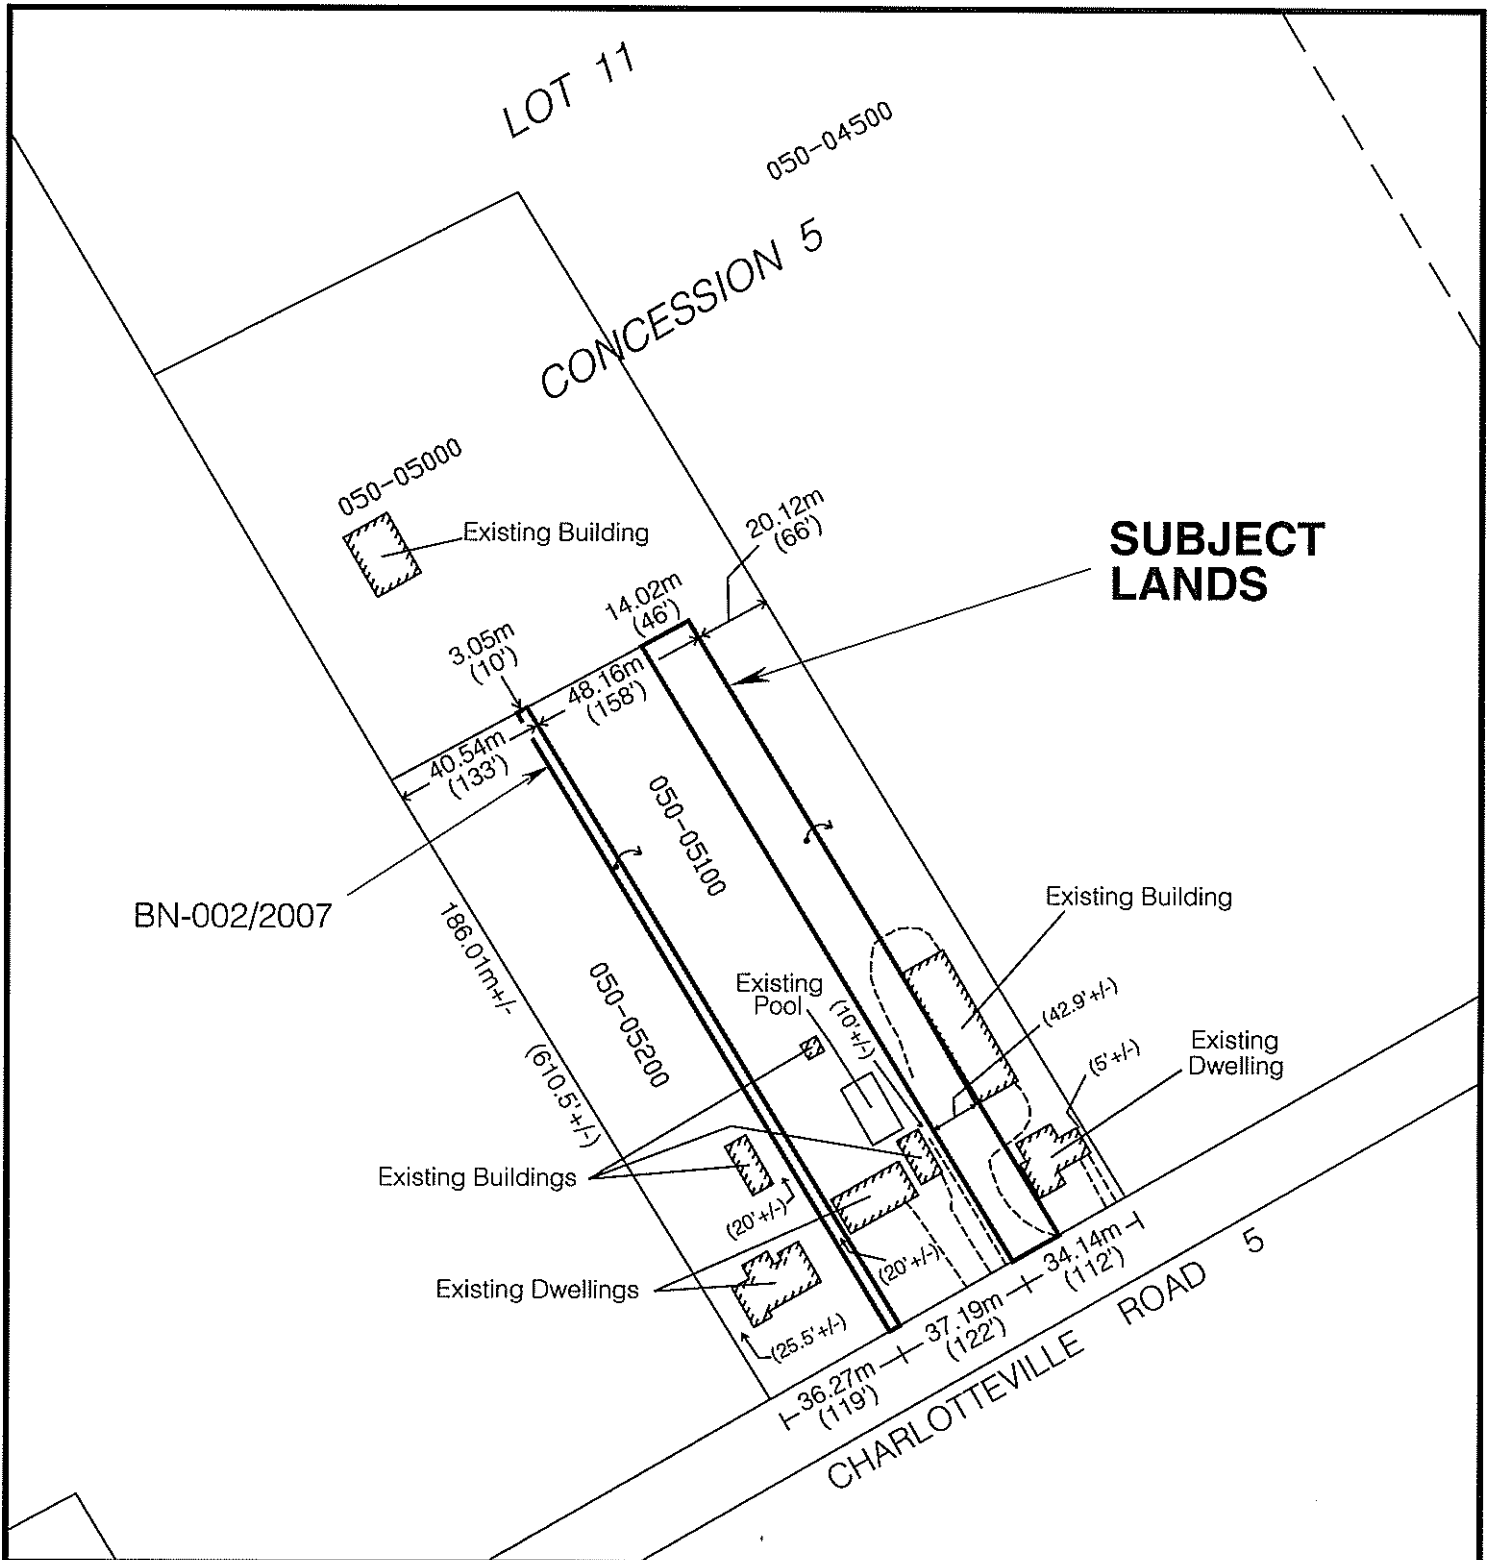 LOT 11
050-04500
CONCESSION 5
050-05000
Existing Building
20.12m
(66')
SUBJECT
LANDS
14.02m
(46')
3.05m
(10')
48.16m
(158')
40.54m
(133')
050-05100
BN-002/2007
186.01m+/-
(610.5'+/-)
050-05200
Existing Building
Existing
Pool
(10'+/-)
(42.9'+/-)
(5'+/-)
Existing
Dwelling
Existing Buildings
(20'+/-)
(20'+/-)
Existing Dwellings
(25.5'+/-)
36.27m
(119')
37.19m
(122')
34.14m
(112')
CHARLOTTEVILLE ROAD 5